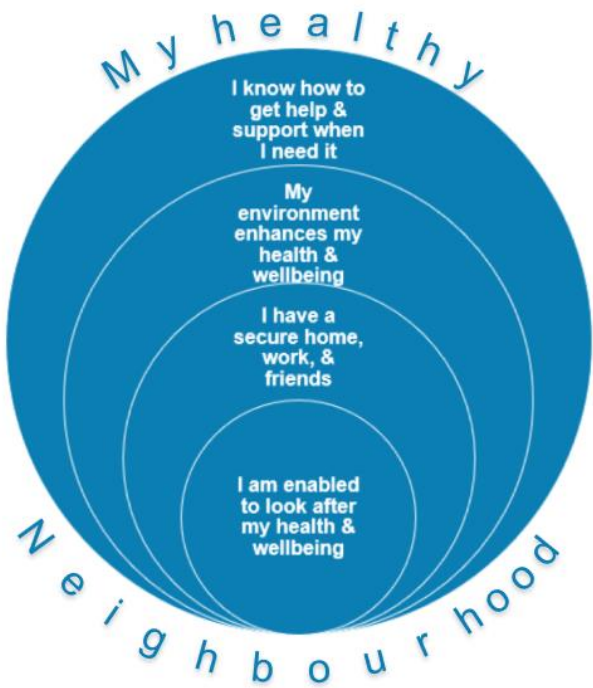 My healthy
I know how to
get help &
support when
I need it
My
environment
enhances my
health &
wellbeing
I have a
secure home,
work, &
friends
I am enabled
to look after
my health &
wellbeing
Neighbourhood